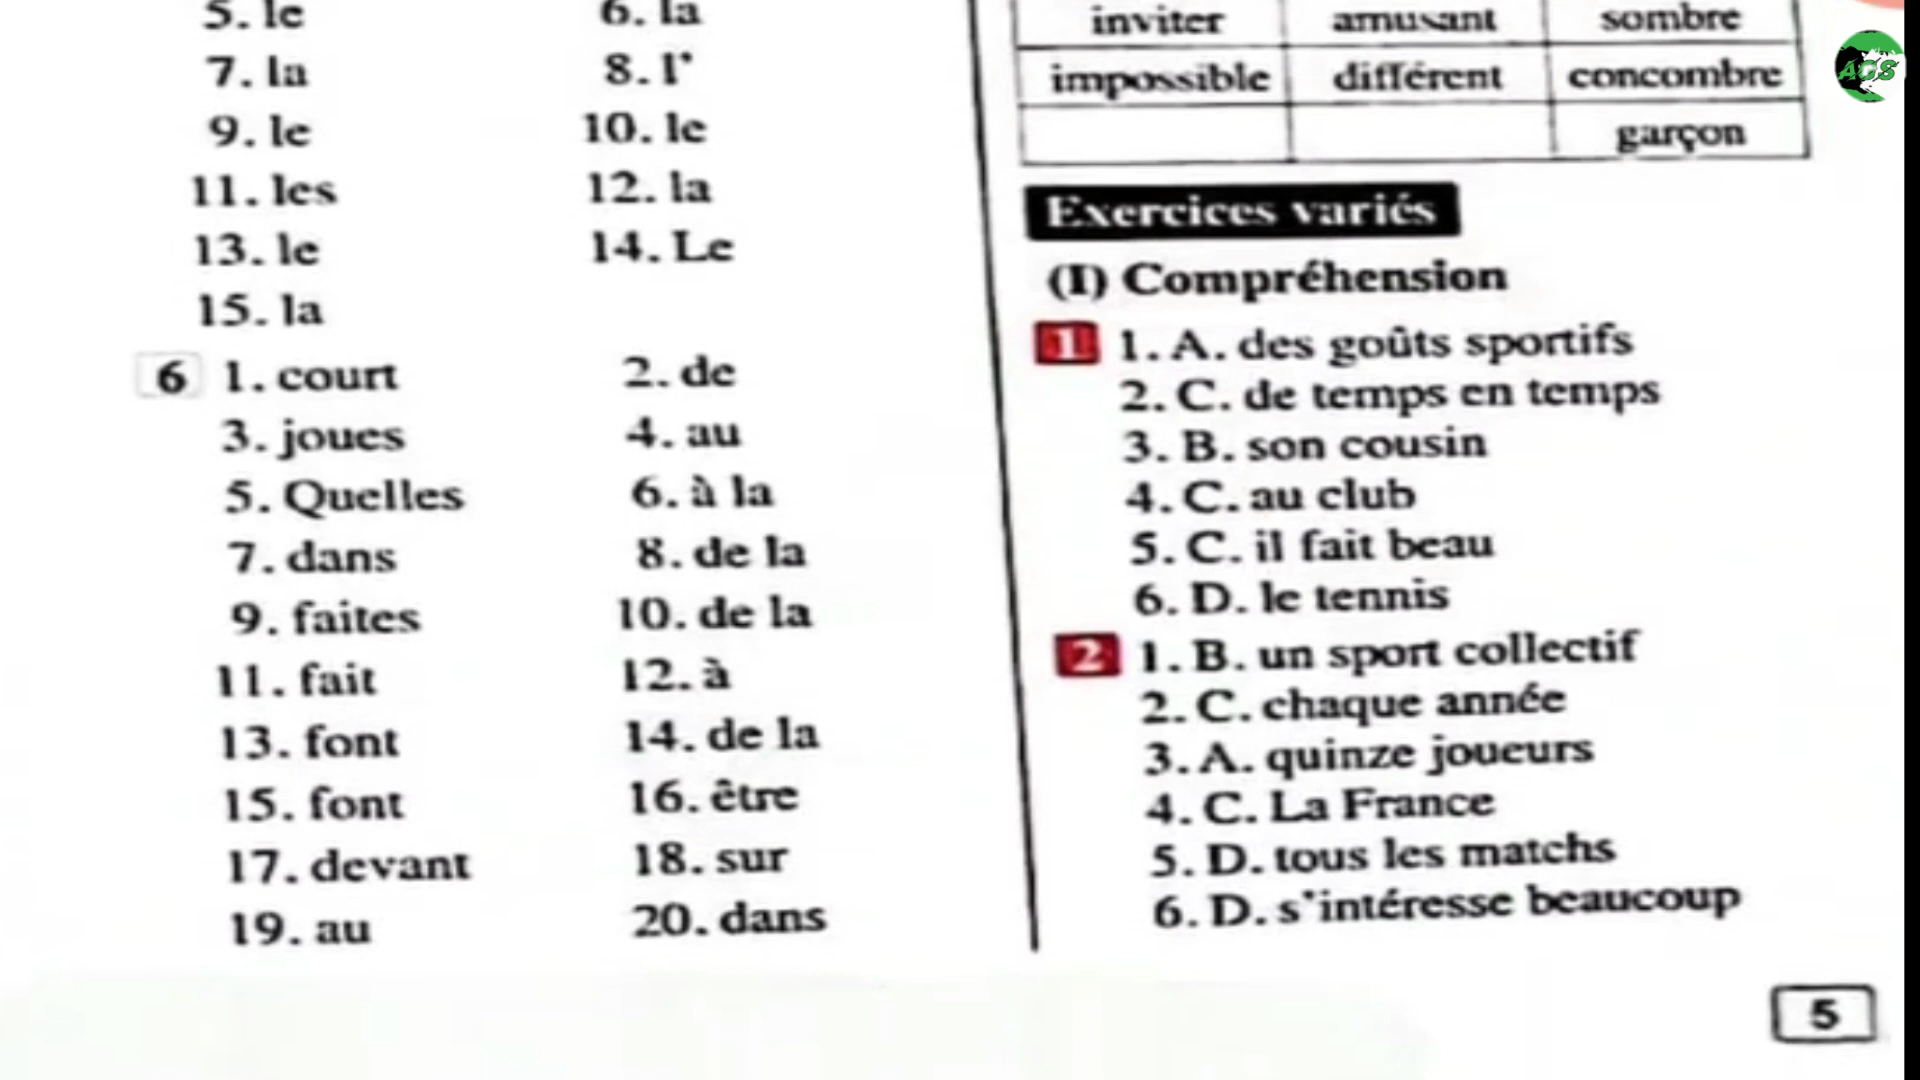 5. le 6. la
7. la 8. l'
9. le 10. le
11. les 12. la
13. le 14. Le
15. la
6 1. court 2. de
3. joues 4. au
5. Quelles 6. à la
7. dans 8. de la
9. faites 10. de la
11. fait 12. à
13. font 14. de la
15. font 16. être
17. devant 18. sur
19. au 20. dans
inviter amusant sombre
impossible différent concombre
garçon
Exercices variés
(I) Compréhension
1 1. A. des goûts sportifs
2. C. de temps en temps
3. B. son cousin
4. C. au club
5. C. il fait beau
6. D. le tennis
2 1. B. un sport collectif
2. C. chaque année
3. A. quinze joueurs
4. C. La France
5. D. tous les matchs
6. D. s'intéresse beaucoup
5
AOS